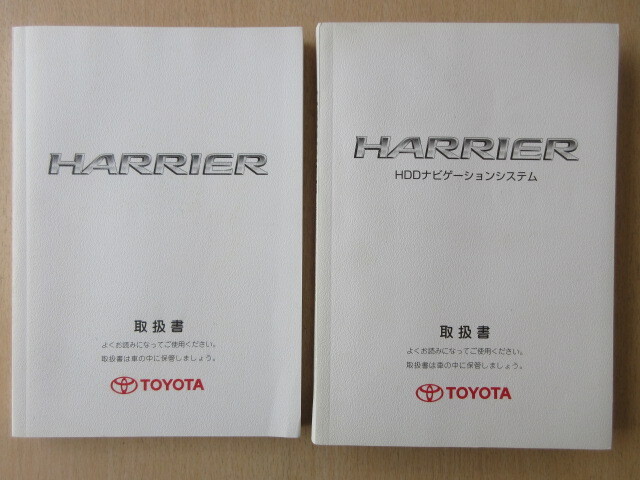 HARRIER
取扱書
よくお読みになってご使用ください。
取扱書は車の中に保管しましょう。
TOYOTA
HARRIER
HDDナビゲーションシステム
取扱書
よくお読みになってご使用ください。
取扱書は車の中に保管しましょう。
TOYOTA